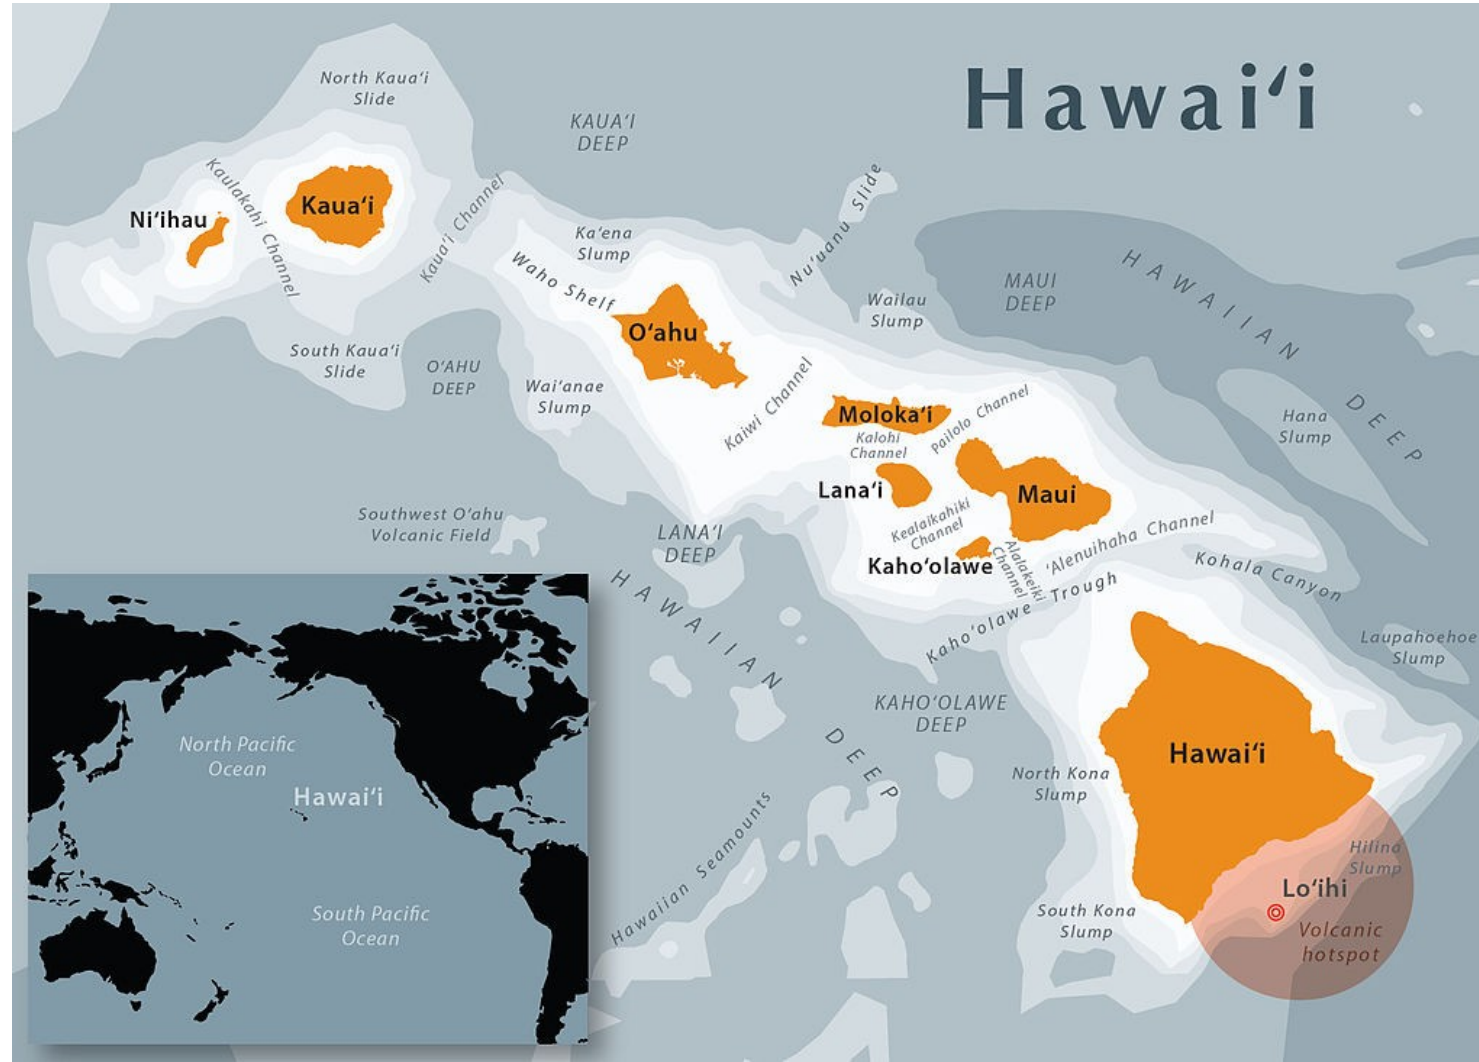 Hawai‘i
North Kaua‘i
Slide
KAUA‘I
DEEP
Kaulakahi Channel
Kaua‘i
Ni‘ihau
Kaua‘i Channel
Nu‘uanu Slide
Ka‘ena
Slump
Waho Shelf
HAWAIIAN DEEP
MAUI
DEEP
Wailau
Slump
O‘ahu
South Kaua‘i
Slide
O‘AHU
DEEP
Wai‘anae
Slump
Kaiwi Channel
Moloka‘i
Pailolo Channel
Kalohi
Channel
Hana
Slump
Lana‘i
Maui
Southwest O‘ahu
Volcanic Field
LANA‘I
DEEP
Kealaikahiki
Channel
Kaho‘olawe
Alalakeiki
Channel
‘Alenuihaha Channel
Kohala Canyon
Kaho‘olawe Trough
HAWAIIAN DEEP
Laupahoehoe
Slump
KAHO‘OLAWE
DEEP
North Kona
Slump
Hawai‘i
Hawaiian Seamounts
Hilina
Slump
Lo‘ihi
South Kona
Slump
Volcanic
hotspot
North Pacific
Ocean
Hawai‘i
South Pacific
Ocean